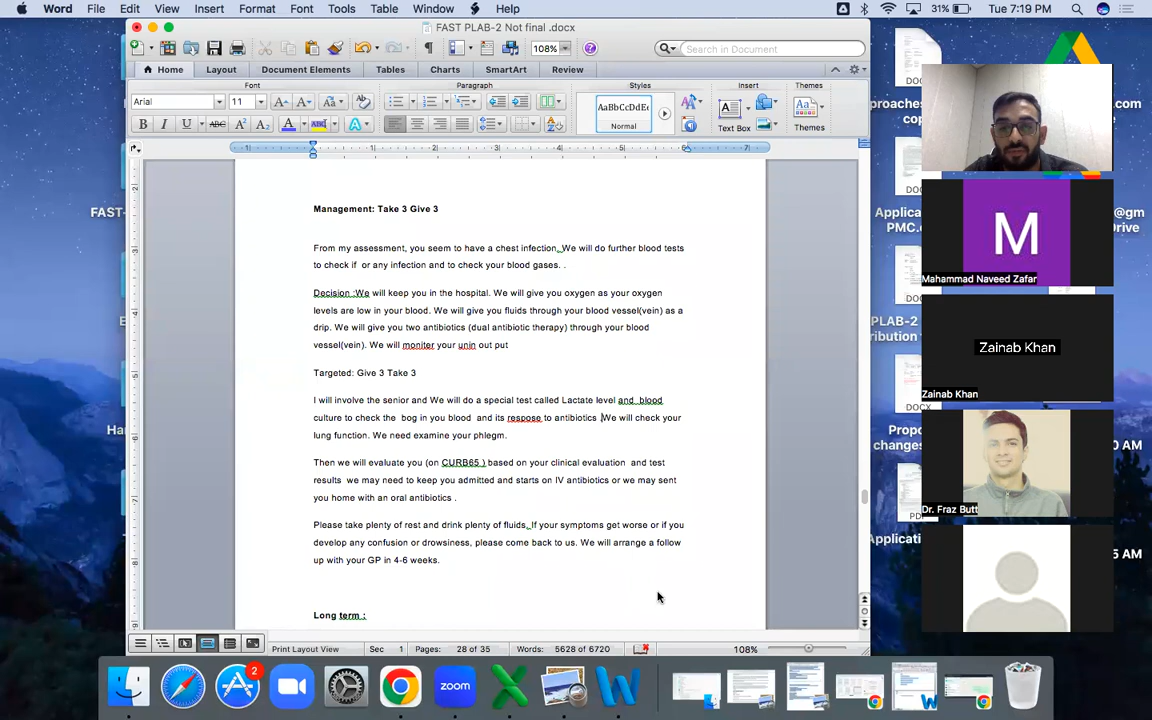 Word File Edit View Insert Format Font Tools Table Window Help
31% Tue 7:19 PM
FAST PLAB-2 Not final .docx
108%
Search in Document
Home Layout Document Elements Tables Charts SmartArt Review
Font Paragraph Styles Insert Themes
Arial 11
AaBbCcDdEe
Normal
Text Box
Themes
Management: Take 3 Give 3
From my assessment, you seem to have a chest infection. We will do further blood tests
to check if or any infection and to check your blood gases. .
Decision :We will keep you in the hospital. We will give you oxygen as your oxygen
levels are low in your blood. We will give you fluids through your blood vessel(vein) as a
drip. We will give you two antibiotics (dual antibiotic therapy) through your blood
vessel(vein). We will moniter your unin out put
Targeted: Give 3 Take 3
I will involve the senior and We will do a special test called Lactate level and blood
culture to check the bog in you blood and its respose to antibiotics .We will check your
lung function. We need examine your phlegm.
Then we will evaluate you (on CURB65 ) based on your clinical evaluation and test
results we may need to keep you admitted and starts on IV antibiotics or we may sent
you home with an oral antibiotics .
Please take plenty of rest and drink plenty of fluids. If your symptoms get worse or if you
develop any confusion or drowsiness, please come back to us. We will arrange a follow
up with your GP in 4-6 weeks.
Long term :
Print Layout View Sec 1 Pages: 28 of 35 Words: 5628 of 6720 108%
FAST-
M
Mahammad Naveed Zafar
Zainab Khan
Zainab Khan
Dr. Fraz Butt
zoom
2